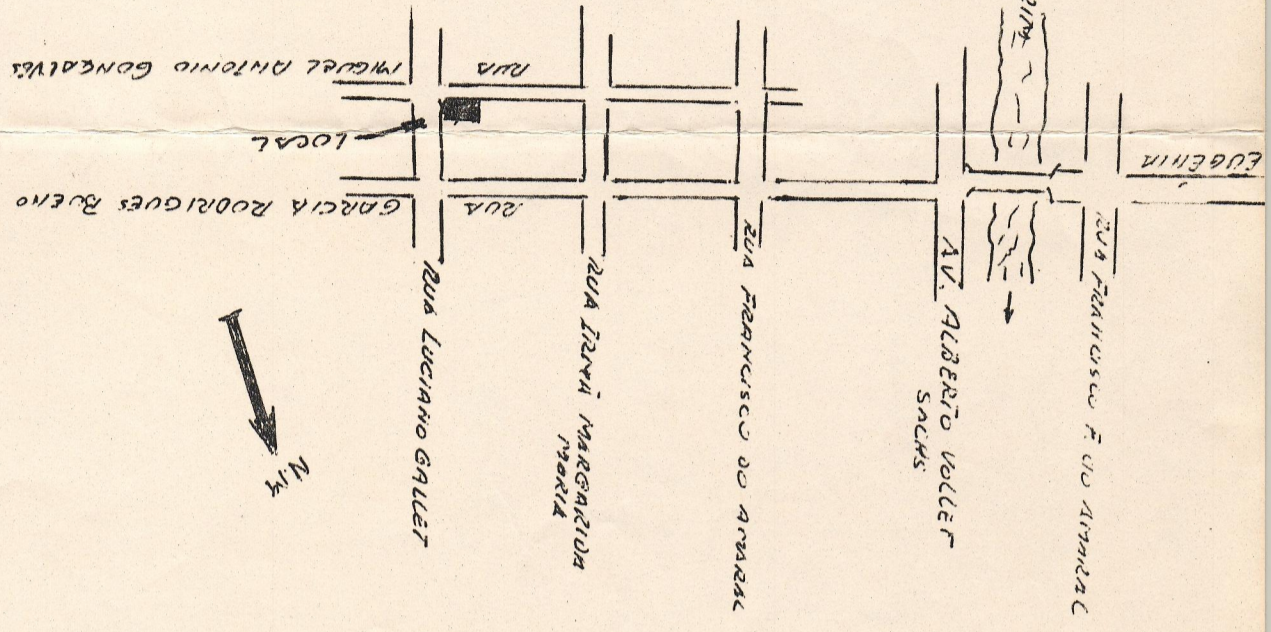 RUA MIGUEL ANTONIO GONÇALVES
LOCAL
RUA GARCIA RODRIGUES BUENO
EUGÊNIA
RIM
RUA LUCIANO GALLET
RUA IRMÃ MARGARIDA
MORIA
RUA FRANCISCO DO AMARAL
AV. ALBERTO VOLLET
SACHS
RUA FRANCISCO F. DO AMARAL
N.M